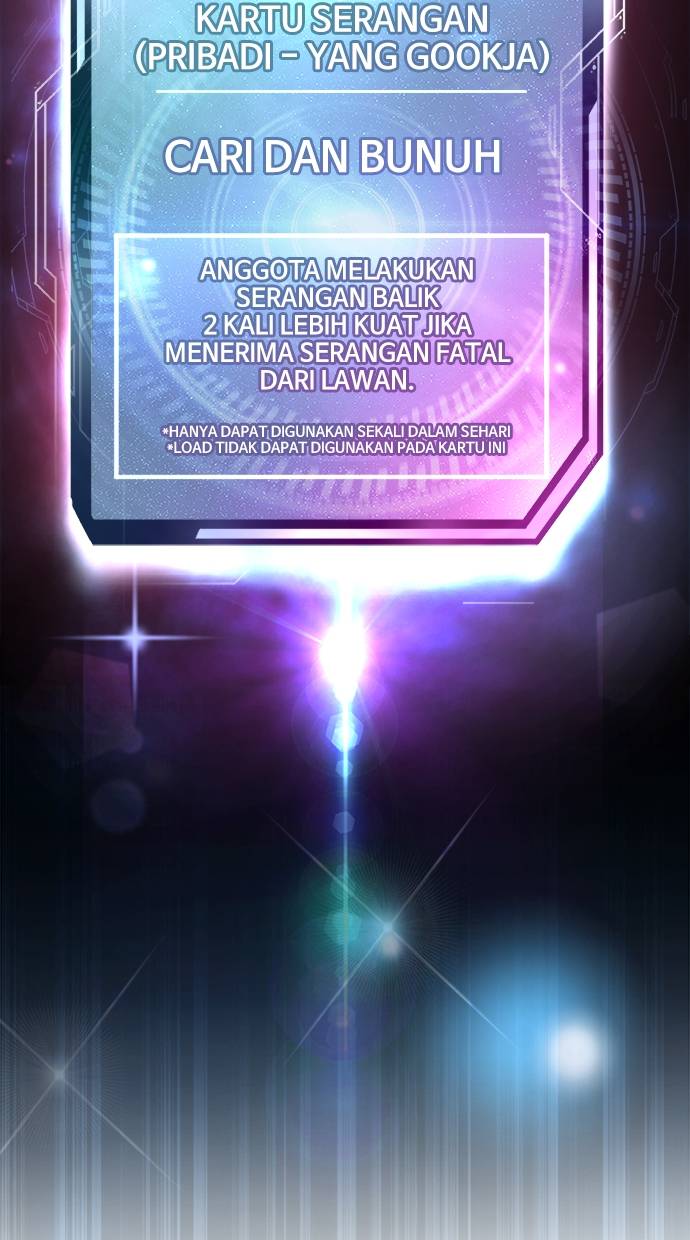 KARTU SERANGAN
(PRIBADI - YANG GOOKJA)
CARI DAN BUNUH
ANGGOTA MELAKUKAN
SERANGAN BALIK
2 KALI LEBIH KUAT JIKA
MENERIMA SERANGAN FATAL
DARI LAWAN.
*HANYA DAPAT DIGUNAKAN SEKALI DALAM SEHARI
*LOAD TIDAK DAPAT DIGUNAKAN PADA KARTU INI